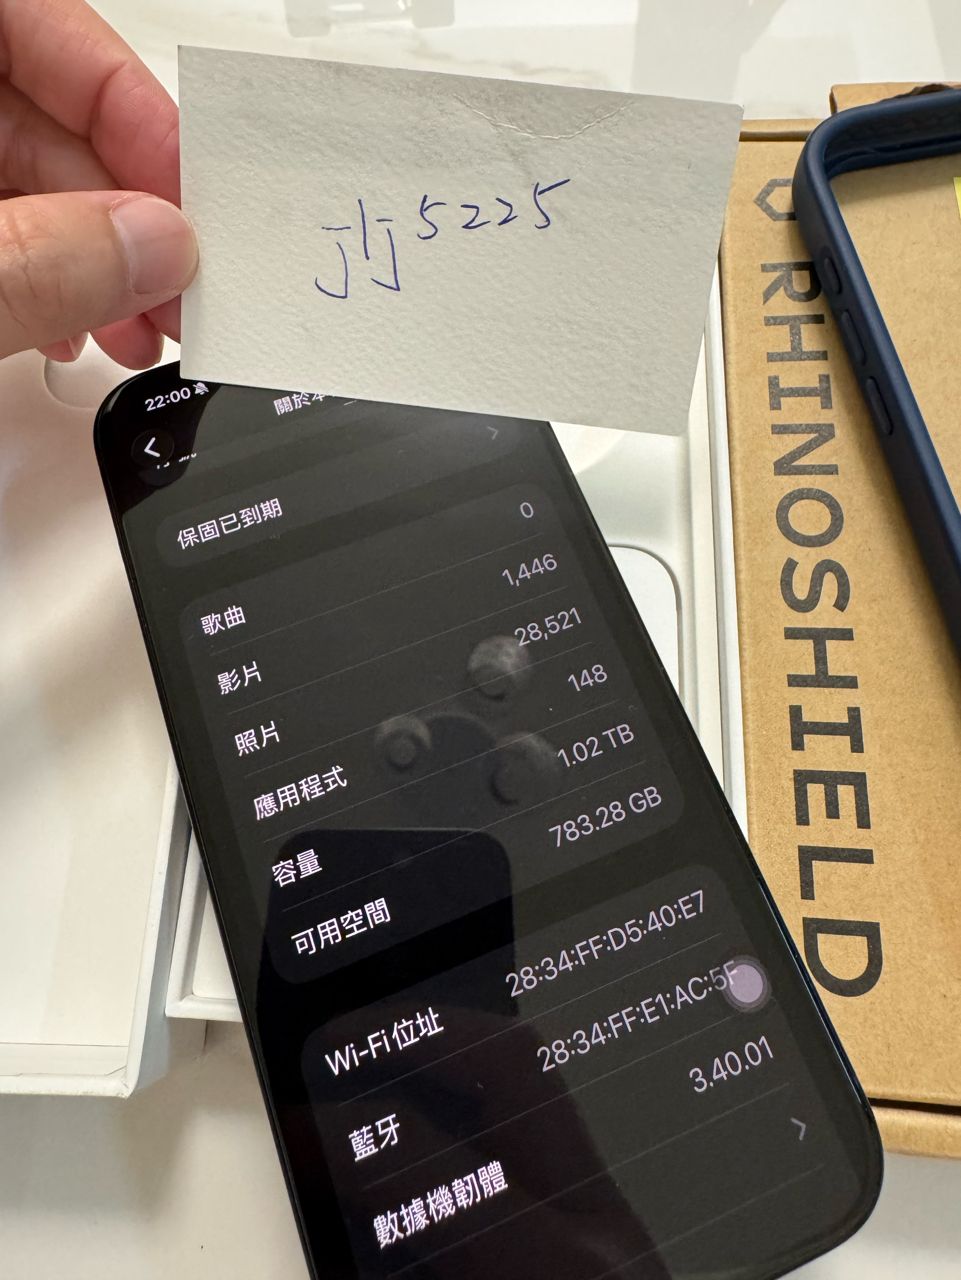 jlj5225
22:00
關於本
保固已到期
歌曲 0
影片 1,446
照片 28,521
應用程式 148
容量 1.02 TB
可用空間 783.28 GB
Wi-Fi 位址 28:34:FF:D5:40:E7
藍牙 28:34:FF:E1:AC:5F
數據機韌體 3.40.01
RHINOSHIELD